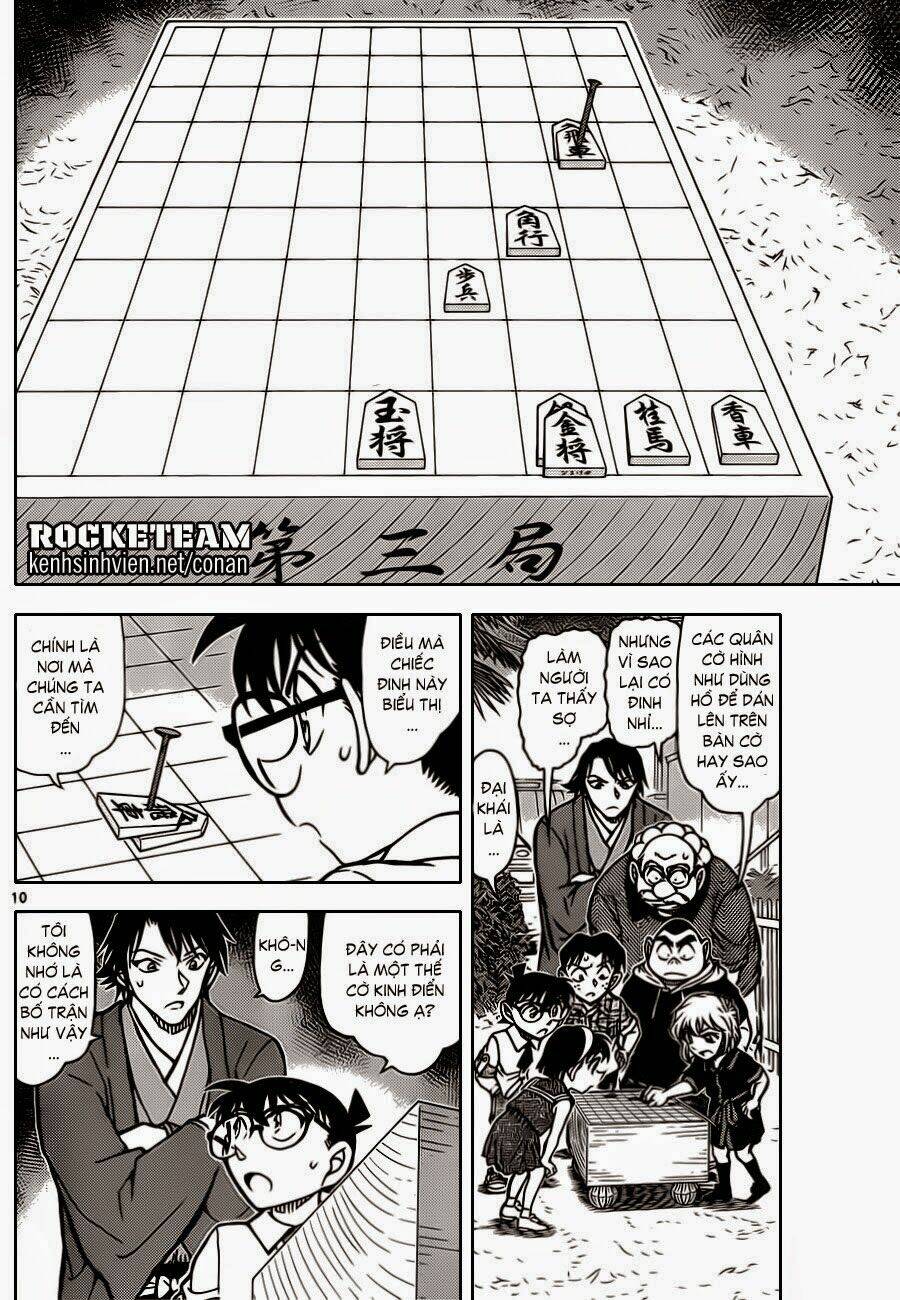 飛車
角行
歩兵
玉将
金将
桂馬
香車
ROCKETEAM
kenhsinhvien.net/conan
第三局
CÁC QUÂN
CỜ HÌNH
NHƯ DÙNG
HỒ ĐỂ DÁN
LÊN TRÊN
BÀN CỜ
HAY SAO
ẤY...
NHƯNG
VÌ SAO
LẠI CÓ
ĐINH
NHỈ...
LÀM
NGƯỜI
TA THẤY
SỢ
...
ĐẠI
KHÁI
LÀ
...
ĐIỀU MÀ
CHIẾC
ĐINH NÀY
BIỂU THỊ
...
CHÍNH LÀ
NƠI MÀ
CHÚNG TA
CẦN TÌM
ĐẾN
...
10
ĐÂY CÓ PHẢI
LÀ MỘT THẾ
CỜ KINH ĐIỂN
KHÔNG Ạ?
KHÔ-N
G...
TÔI
KHÔNG
NHỚ LÀ
CÓ CÁCH
BỐ TRẬN
NHƯ VẬY
...